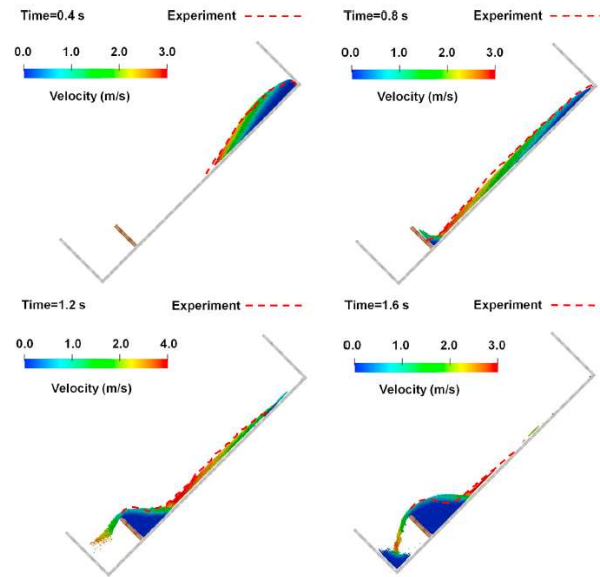 Time=0.4 s Experiment
0.0 1.0 2.0 3.0
Velocity (m/s)
Time=0.8 s Experiment
0.0 1.0 2.0 3.0
Velocity (m/s)
Time=1.2 s Experiment
0.0 1.0 2.0 4.0
Velocity (m/s)
Time=1.6 s Experiment
0.0 1.0 2.0 3.0
Velocity (m/s)